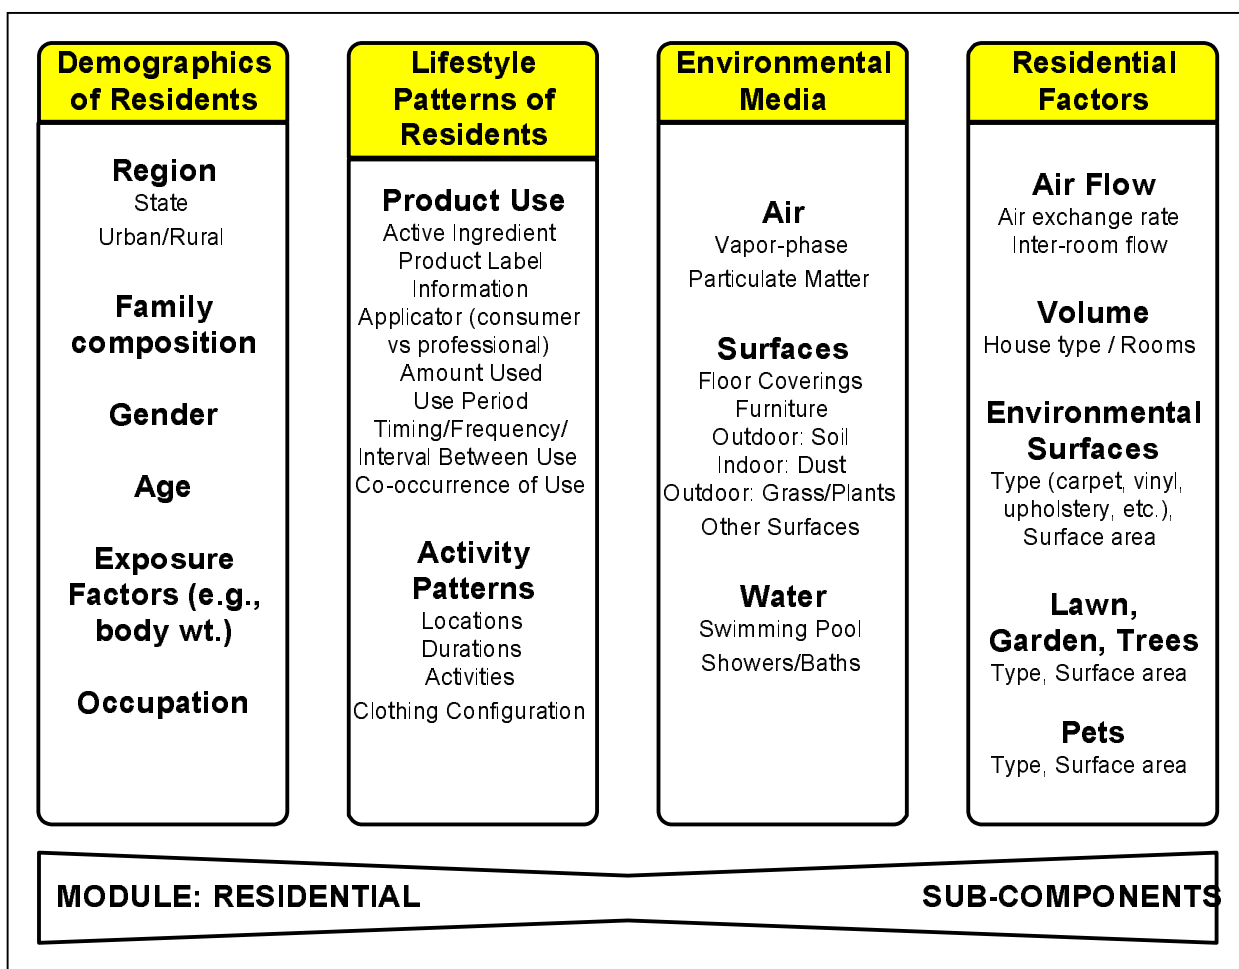 Demographics
of Residents
Region
State
Urban/Rural
Family
composition
Gender
Age
Exposure
Factors (e.g.,
body wt.)
Occupation
Lifestyle
Patterns of
Residents
Product Use
Active Ingredient
Product Label
Information
Applicator (consumer
vs professional)
Amount Used
Use Period
Timing/Frequency/
Interval Between Use
Co-occurrence of Use
Activity
Patterns
Locations
Durations
Activities
Clothing Configuration
Environmental
Media
Air
Vapor-phase
Particulate Matter
Surfaces
Floor Coverings
Furniture
Outdoor: Soil
Indoor: Dust
Outdoor: Grass/Plants
Other Surfaces
Water
Swimming Pool
Showers/Baths
Residential
Factors
Air Flow
Air exchange rate
Inter-room flow
Volume
House type / Rooms
Environmental
Surfaces
Type (carpet, vinyl,
upholstery, etc.),
Surface area
Lawn,
Garden, Trees
Type, Surface area
Pets
Type, Surface area
MODULE: RESIDENTIAL
SUB-COMPONENTS